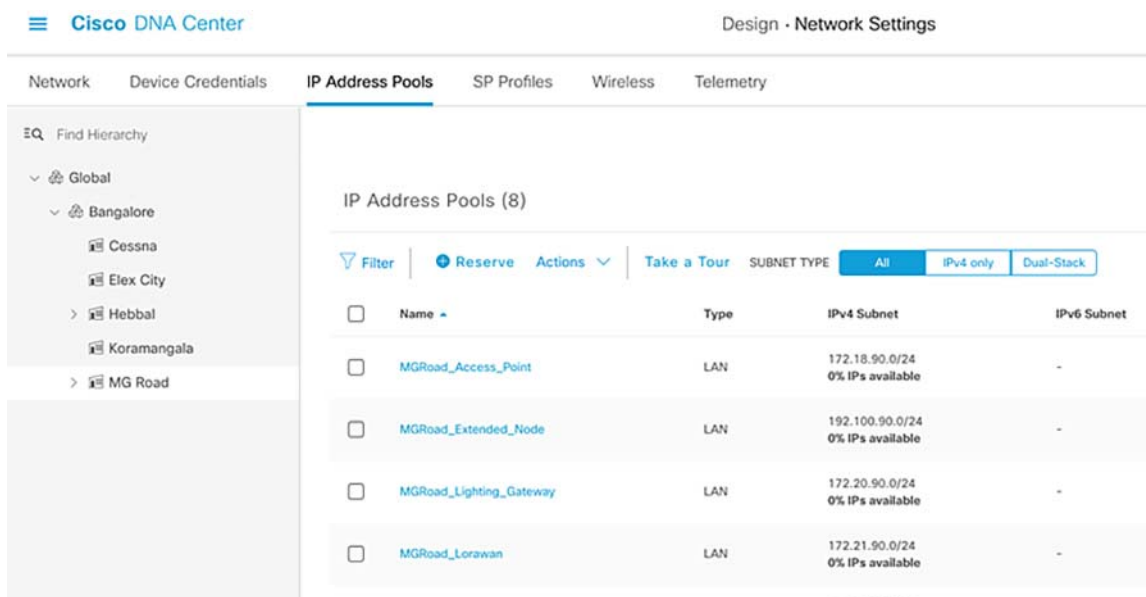 Cisco DNA Center
Design · Network Settings
Network Device Credentials IP Address Pools SP Profiles Wireless Telemetry
Find Hierarchy
Global
Bangalore
Cessna
Elex City
Hebbal
Koramangala
MG Road
IP Address Pools (8)
Filter Reserve Actions Take a Tour SUBNET TYPE All IPv4 only Dual-Stack
Name Type IPv4 Subnet IPv6 Subnet
MGRoad_Access_Point LAN 172.18.90.0/24 -
0% IPs available
MGRoad_Extended_Node LAN 192.100.90.0/24 -
0% IPs available
MGRoad_Lighting_Gateway LAN 172.20.90.0/24 -
0% IPs available
MGRoad_Lorawan LAN 172.21.90.0/24 -
0% IPs available